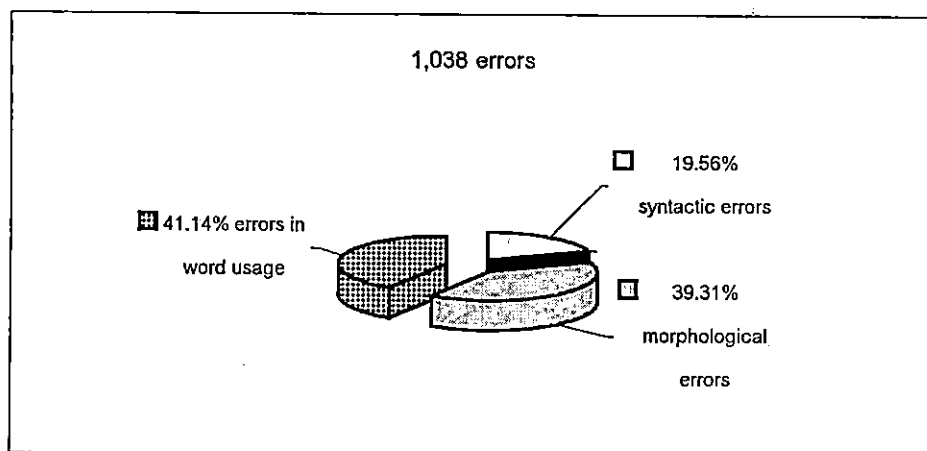 1,038 errors
19.56%
syntactic errors
41.14% errors in
word usage
39.31%
morphological
errors